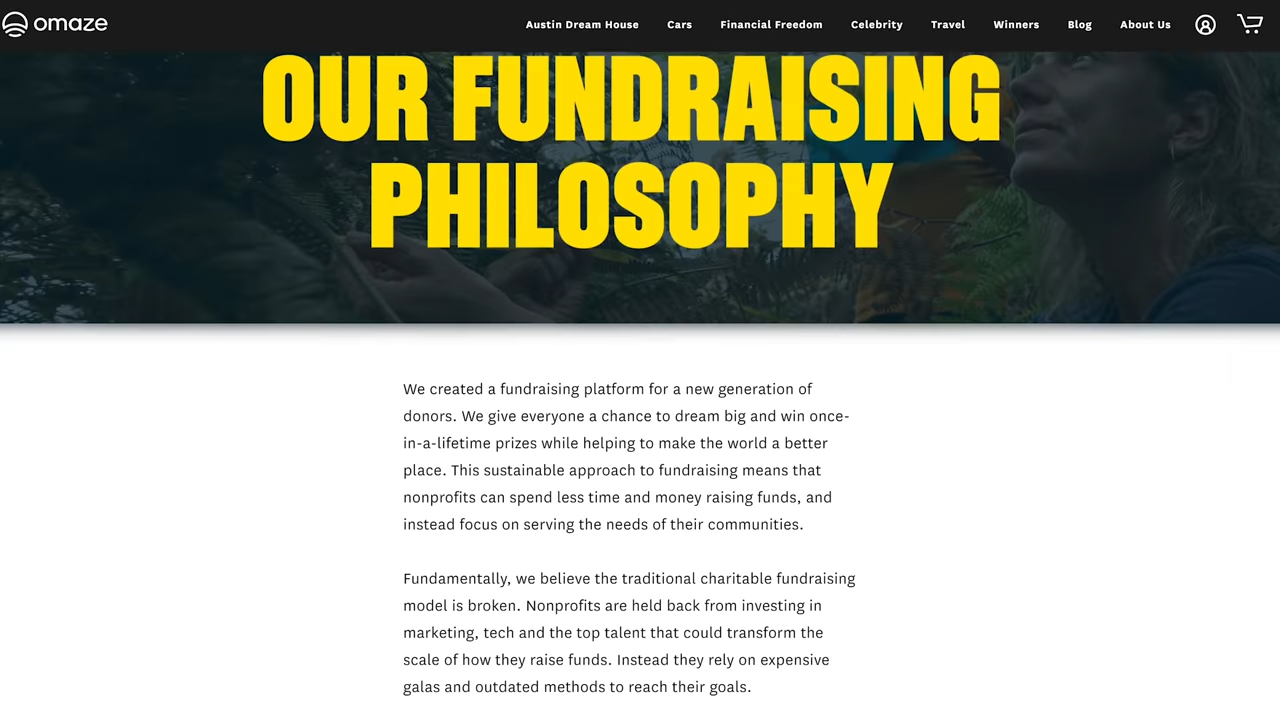 omaze
Austin Dream House Cars Financial Freedom Celebrity Travel Winners Blog About Us
OUR FUNDRAISING
PHILOSOPHY
We created a fundraising platform for a new generation of
donors. We give everyone a chance to dream big and win once-
in-a-lifetime prizes while helping to make the world a better
place. This sustainable approach to fundraising means that
nonprofits can spend less time and money raising funds, and
instead focus on serving the needs of their communities.
Fundamentally, we believe the traditional charitable fundraising
model is broken. Nonprofits are held back from investing in
marketing, tech and the top talent that could transform the
scale of how they raise funds. Instead they rely on expensive
galas and outdated methods to reach their goals.